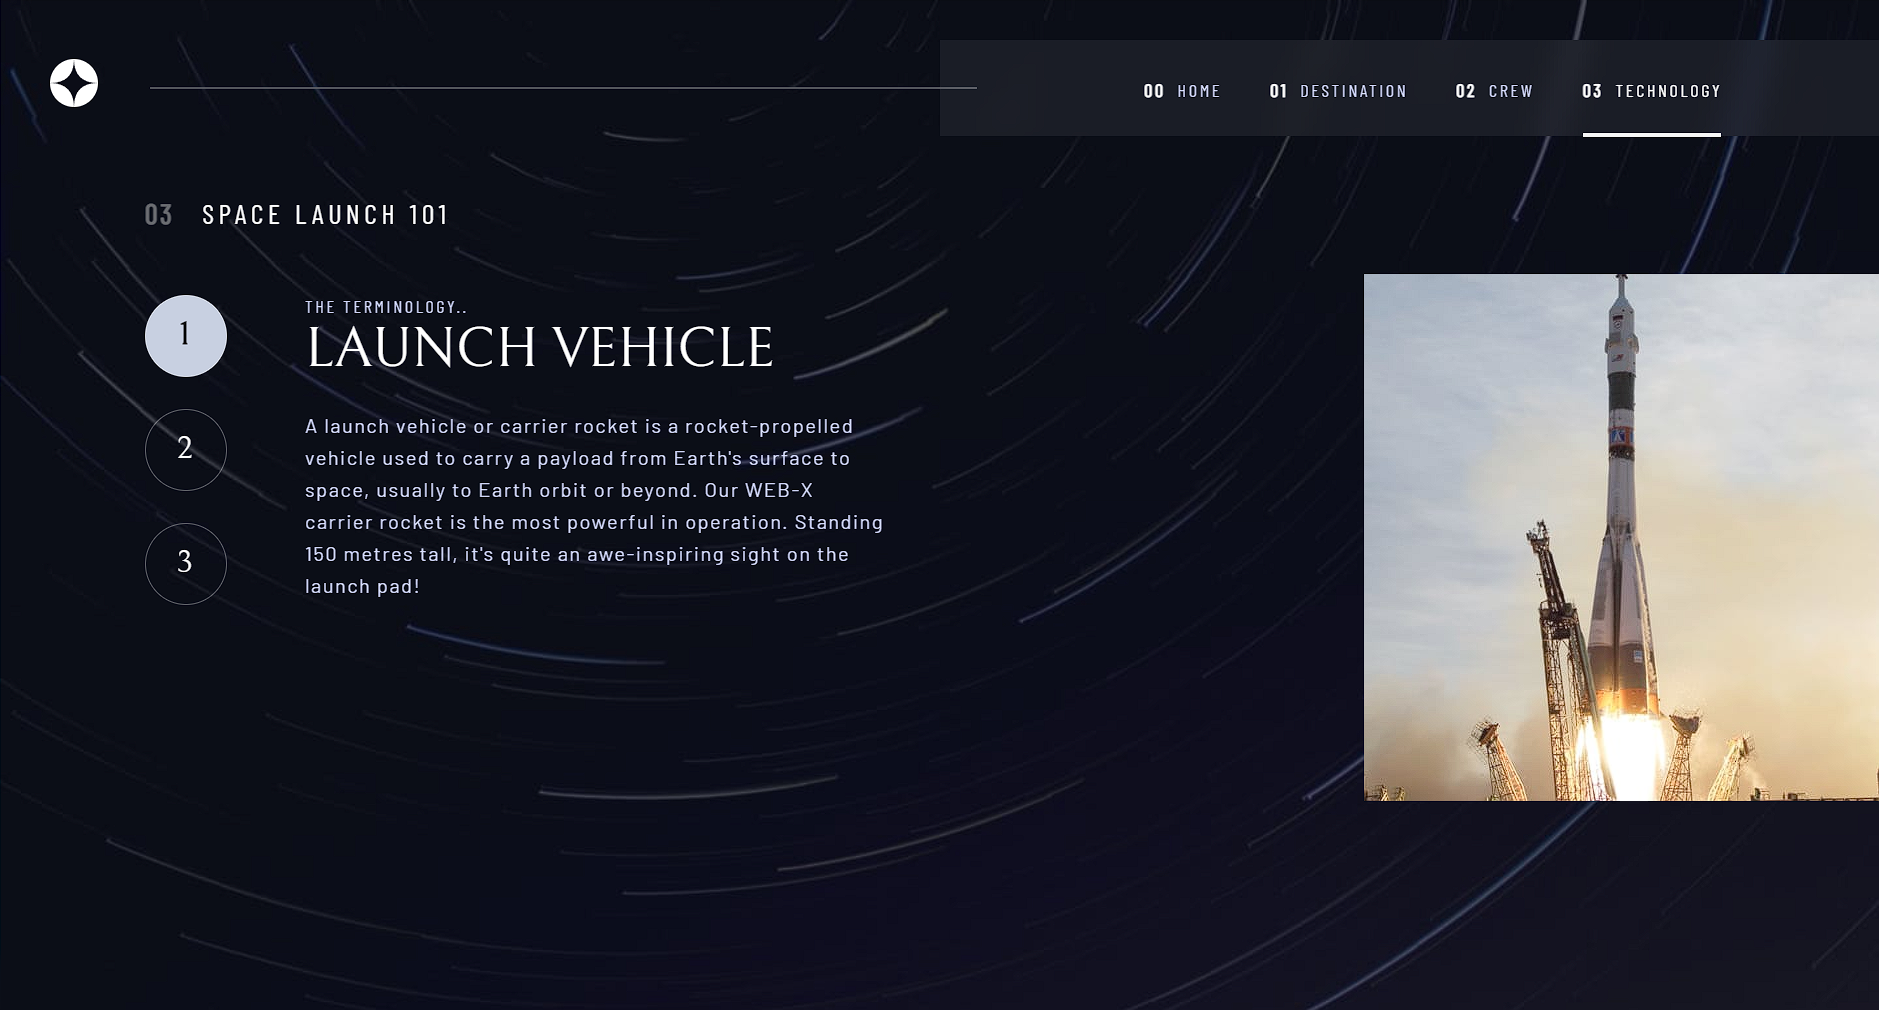 00 HOME 01 DESTINATION 02 CREW 03 TECHNOLOGY
03 SPACE LAUNCH 101
1
2
3
THE TERMINOLOGY..
LAUNCH VEHICLE
A launch vehicle or carrier rocket is a rocket-propelled
vehicle used to carry a payload from Earth's surface to
space, usually to Earth orbit or beyond. Our WEB-X
carrier rocket is the most powerful in operation. Standing
150 metres tall, it's quite an awe-inspiring sight on the
launch pad!